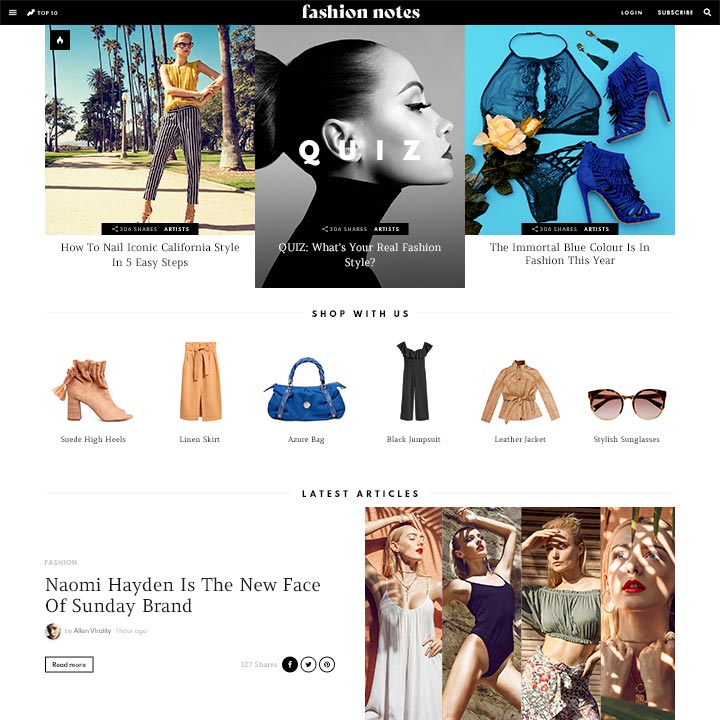 TOP 10
fashion notes
LOGIN
SUBSCRIBE
QUIZ
306 SHARES ARTISTS
306 SHARES ARTISTS
306 SHARES ARTISTS
How To Nail Iconic California Style
In 5 Easy Steps
QUIZ: What's Your Real Fashion
Style?
The Immortal Blue Colour Is In
Fashion This Year
SHOP WITH US
Suede High Heels
Linen Skirt
Azure Bag
Black Jumpsuit
Leather Jacket
Stylish Sunglasses
LATEST ARTICLES
FASHION
Naomi Hayden Is The New Face
Of Sunday Brand
by Allen Virality 1 hour ago
Read more
127 Shares